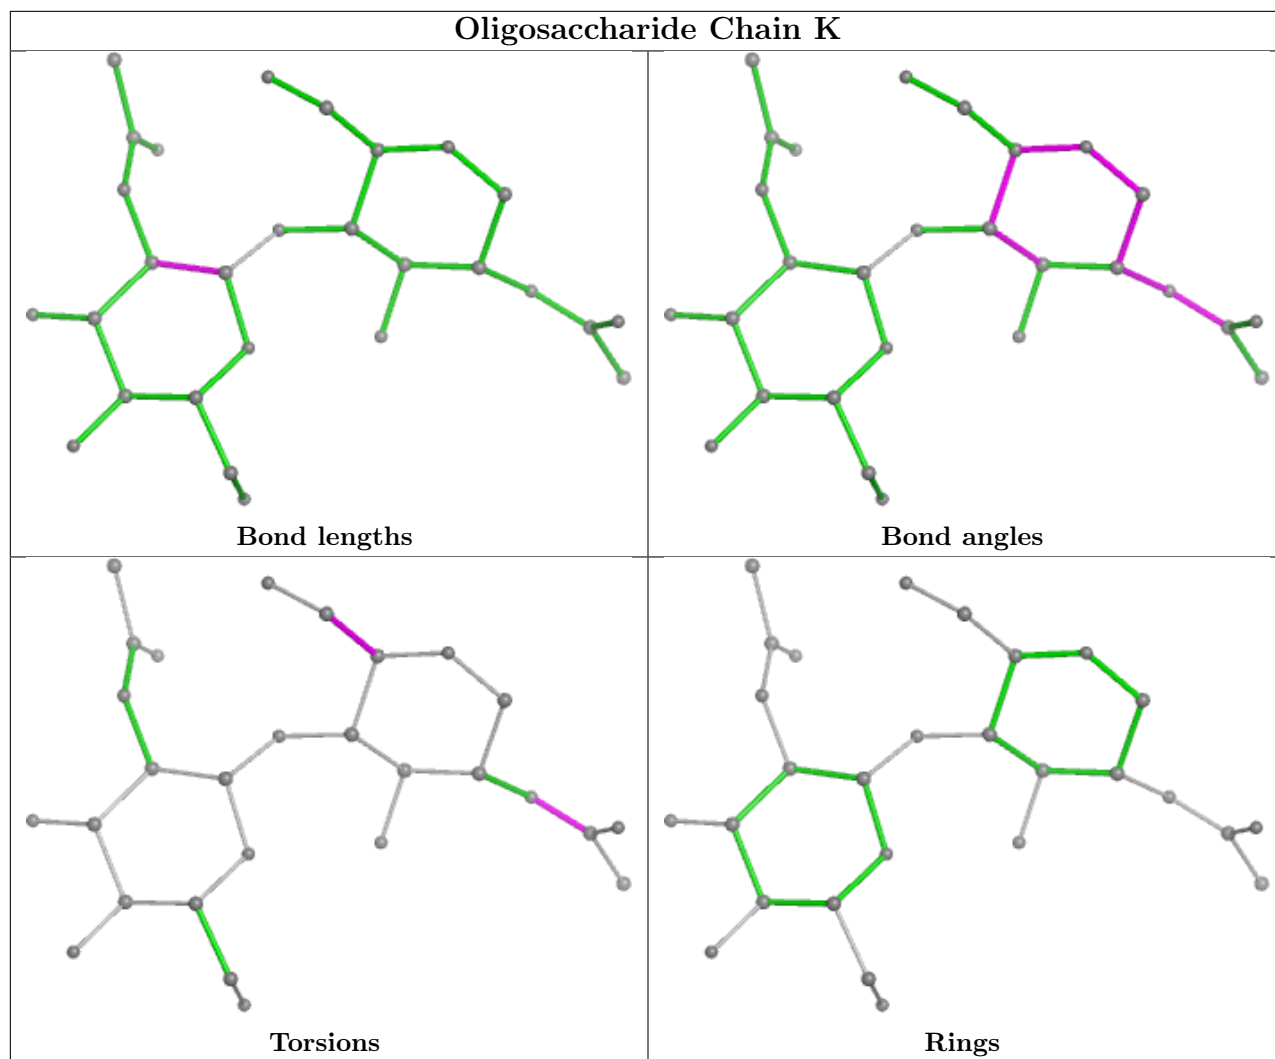 Oligosaccharide Chain K
Bond lengths
Bond angles
Torsions
Rings